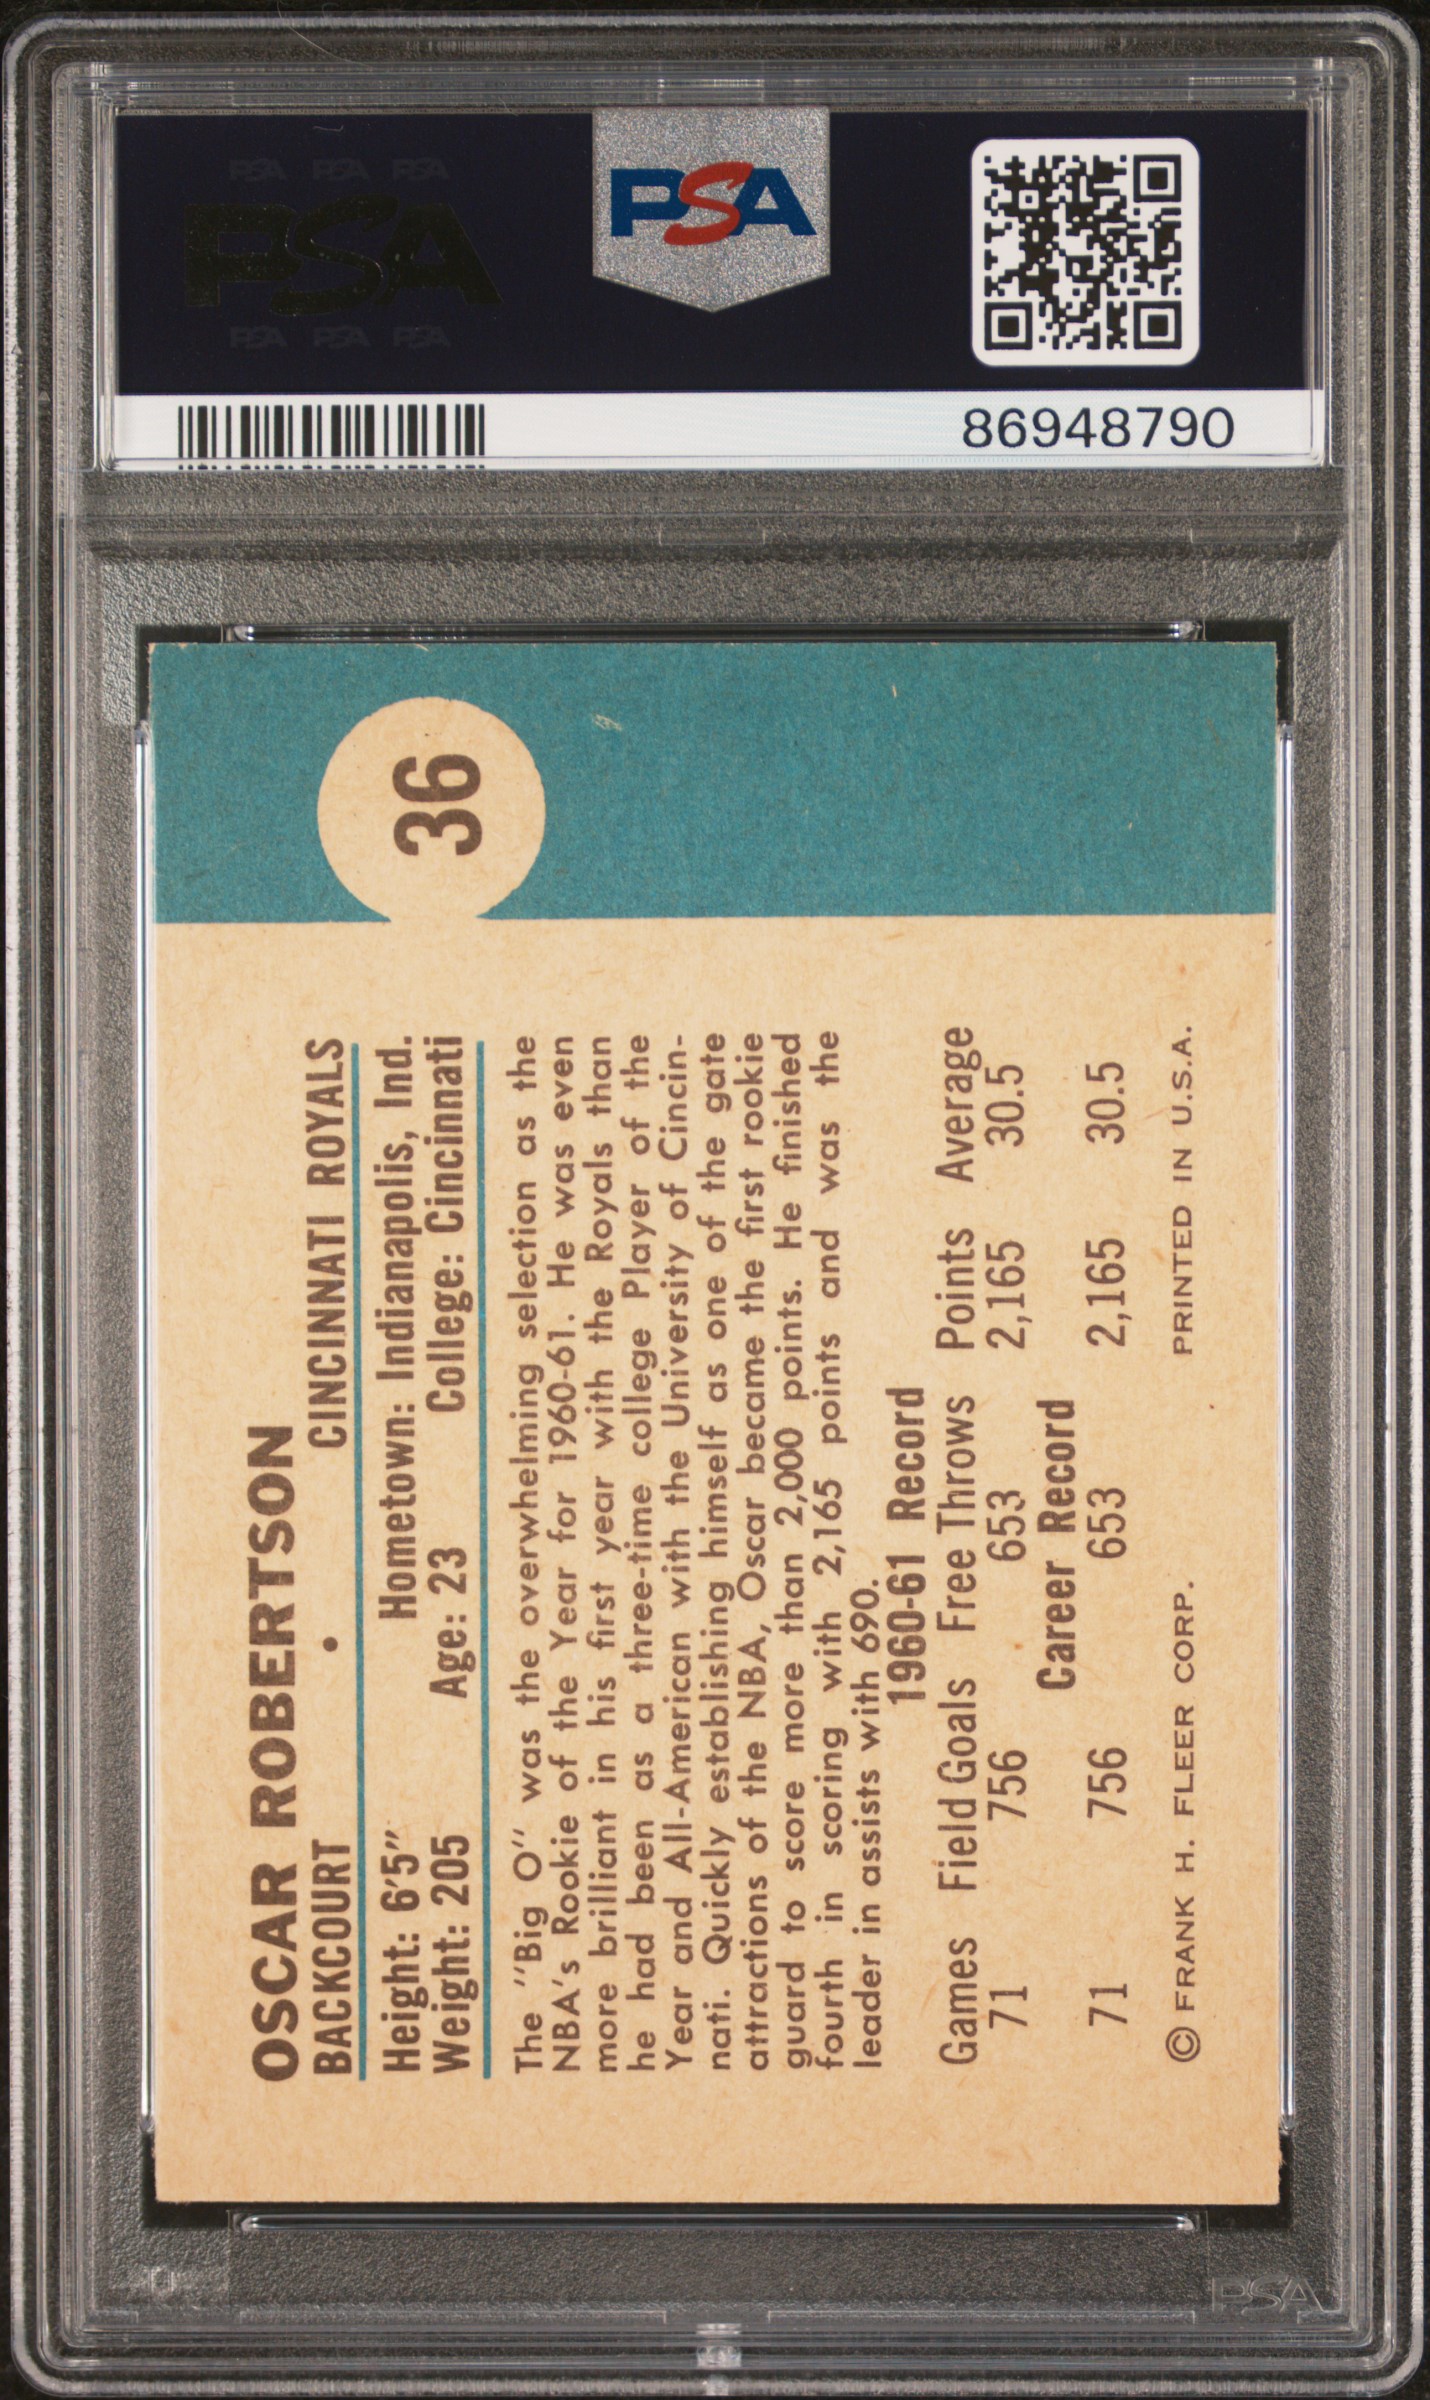 PSA PSA PSA
PSA
PSA PSA PSA
PSA
86948790
36
OSCAR ROBERTSON
BACKCOURT • CINCINNATI ROYALS
Height: 6'5" Hometown: Indianapolis, Ind.
Weight: 205 Age: 23 College: Cincinnati
The "Big O" was the overwhelming selection as the
NBA's Rookie of the Year for 1960-61. He was even
more brilliant in his first year with the Royals than
he had been as a three-time college Player of the
Year and All-American with the University of Cincin-
nati. Quickly establishing himself as one of the gate
attractions of the NBA, Oscar became the first rookie
guard to score more than 2,000 points. He finished
fourth in scoring with 2,165 points and was the
leader in assists with 690.
1960-61 Record
Games Field Goals Free Throws Points Average
71 756 653 2,165 30.5
Career Record
71 756 653 2,165 30.5
© FRANK H. FLEER CORP. PRINTED IN U.S.A.
PSA